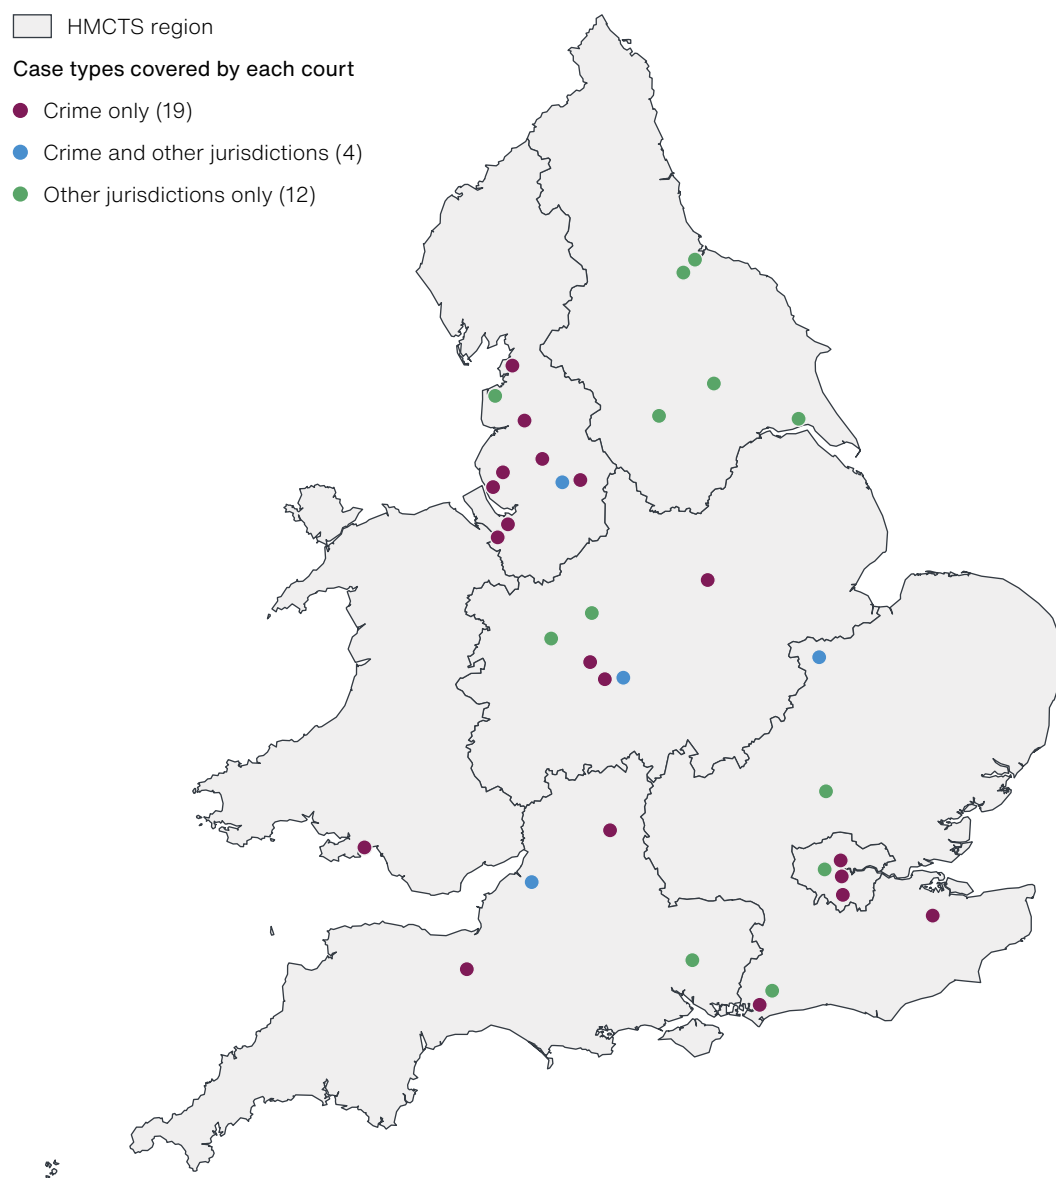 HMCTS region
Case types covered by each court
Crime only (19)
Crime and other jurisdictions (4)
Other jurisdictions only (12)